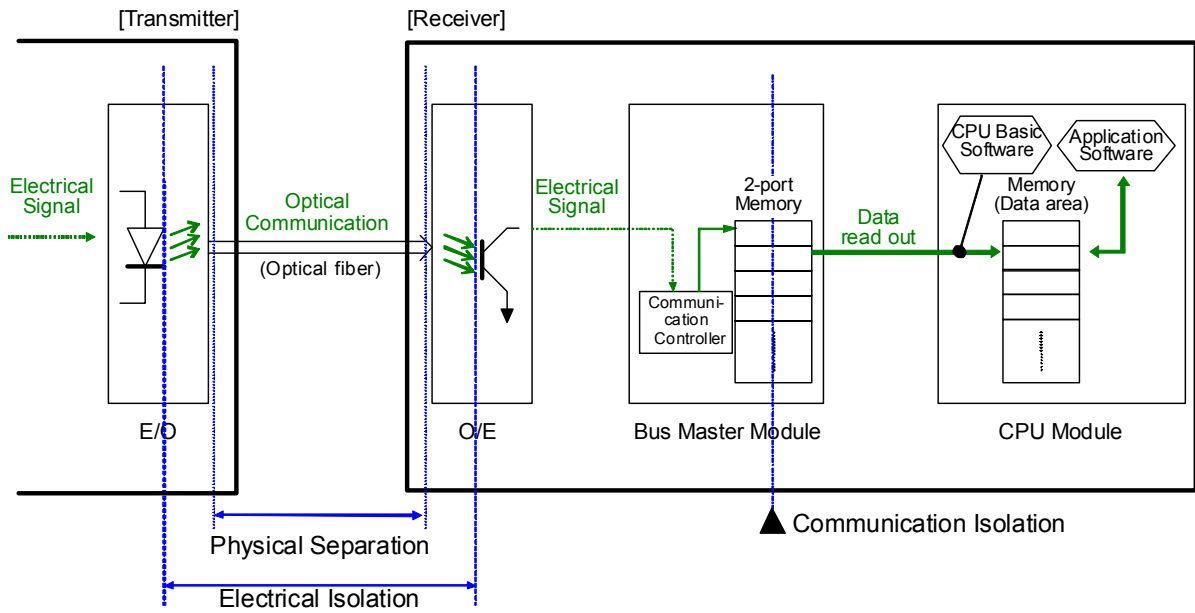 [Transmitter]
[Receiver]
Electrical
Signal
Optical
Communication
(Optical fiber)
Electrical
Signal
2-port
Memory
Communi-
cation
Controller
Data
read out
CPU Basic
Software
Application
Software
Memory
(Data area)
E/O
O/E
Bus Master Module
CPU Module
Physical Separation
Communication Isolation
Electrical Isolation